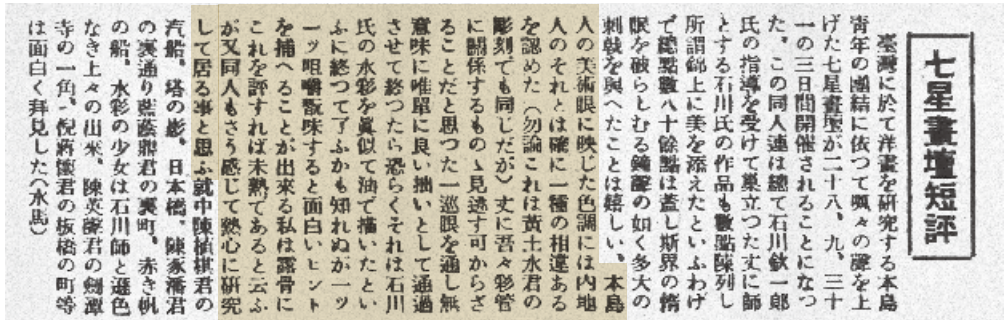 七星畫壇短評
臺灣に於て洋畫を硏究する本島
靑年の團結に依つて颯々の聲を上
げた七星畫壇が二十八、九、三十
一の三日間開催されることになつ
た。この同人連は總て石川欽一郎
氏の指導を受けて巢立つた丈に師
とする石川氏の作品も數點陳列し
所謂錦上に美を添えたといふわけ
で總點數八十餘點は蓋し斯界の惰
眠を破らしむる鐘聲の如く多大の
刺戟を與へたことは嬉しい、本島
人の美術眼に映した色調には內地
人のそれとは確に一種の相違ある
を認めた(勿論これは黃土水君の
彫刻でも同じだが)丈に吾々彩管
に關係するものゝ見逃す可からざ
ることだと思つた一巡眼を通し無
意味に唯單に良い拙いとして通過
させて終つたら恐らくそれは石川
氏の水彩を眞似て油で描いたとい
ふに終つて了ふかも知れぬが一ツ
一ツ咀嚼翫味すると面白いヒント
を捕へることが出來る私は露骨に
これを評すれば未熟であると云ふ
が又同人もさう感じて熱心に硏究
して居る事と思ふ就中陳植棋君の
汽船、塔の影、日本橋、陳承潘君
の裏通り藍蔭鼎君の裏町、赤き帆
の船、水彩の少女は石川師と遜色
なき上々の出來、陳英聲君の劍潭
寺の一角、倪蔣懷君の板橋の町等
は面白く拜見した(水馬)